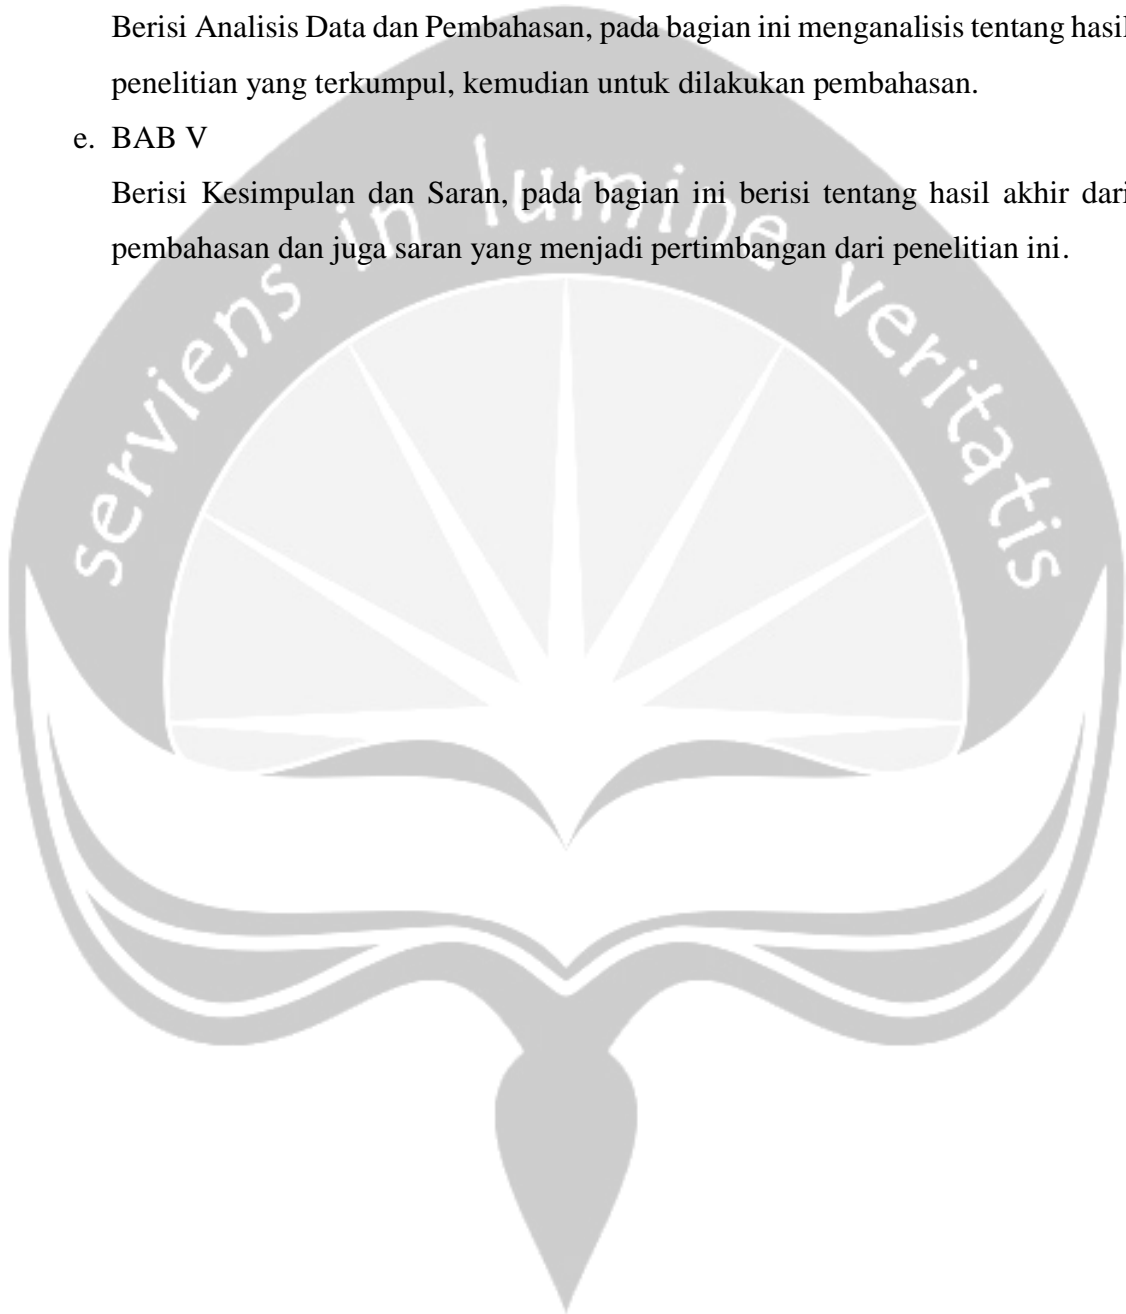 Berisi Analisis Data dan Pembahasan, pada bagian ini menganalisis tentang hasil
penelitian yang terkumpul, kemudian untuk dilakukan pembahasan.
e. BAB V
Berisi Kesimpulan dan Saran, pada bagian ini berisi tentang hasil akhir dari
pembahasan dan juga saran yang menjadi pertimbangan dari penelitian ini.
serviens in lumine veritatis